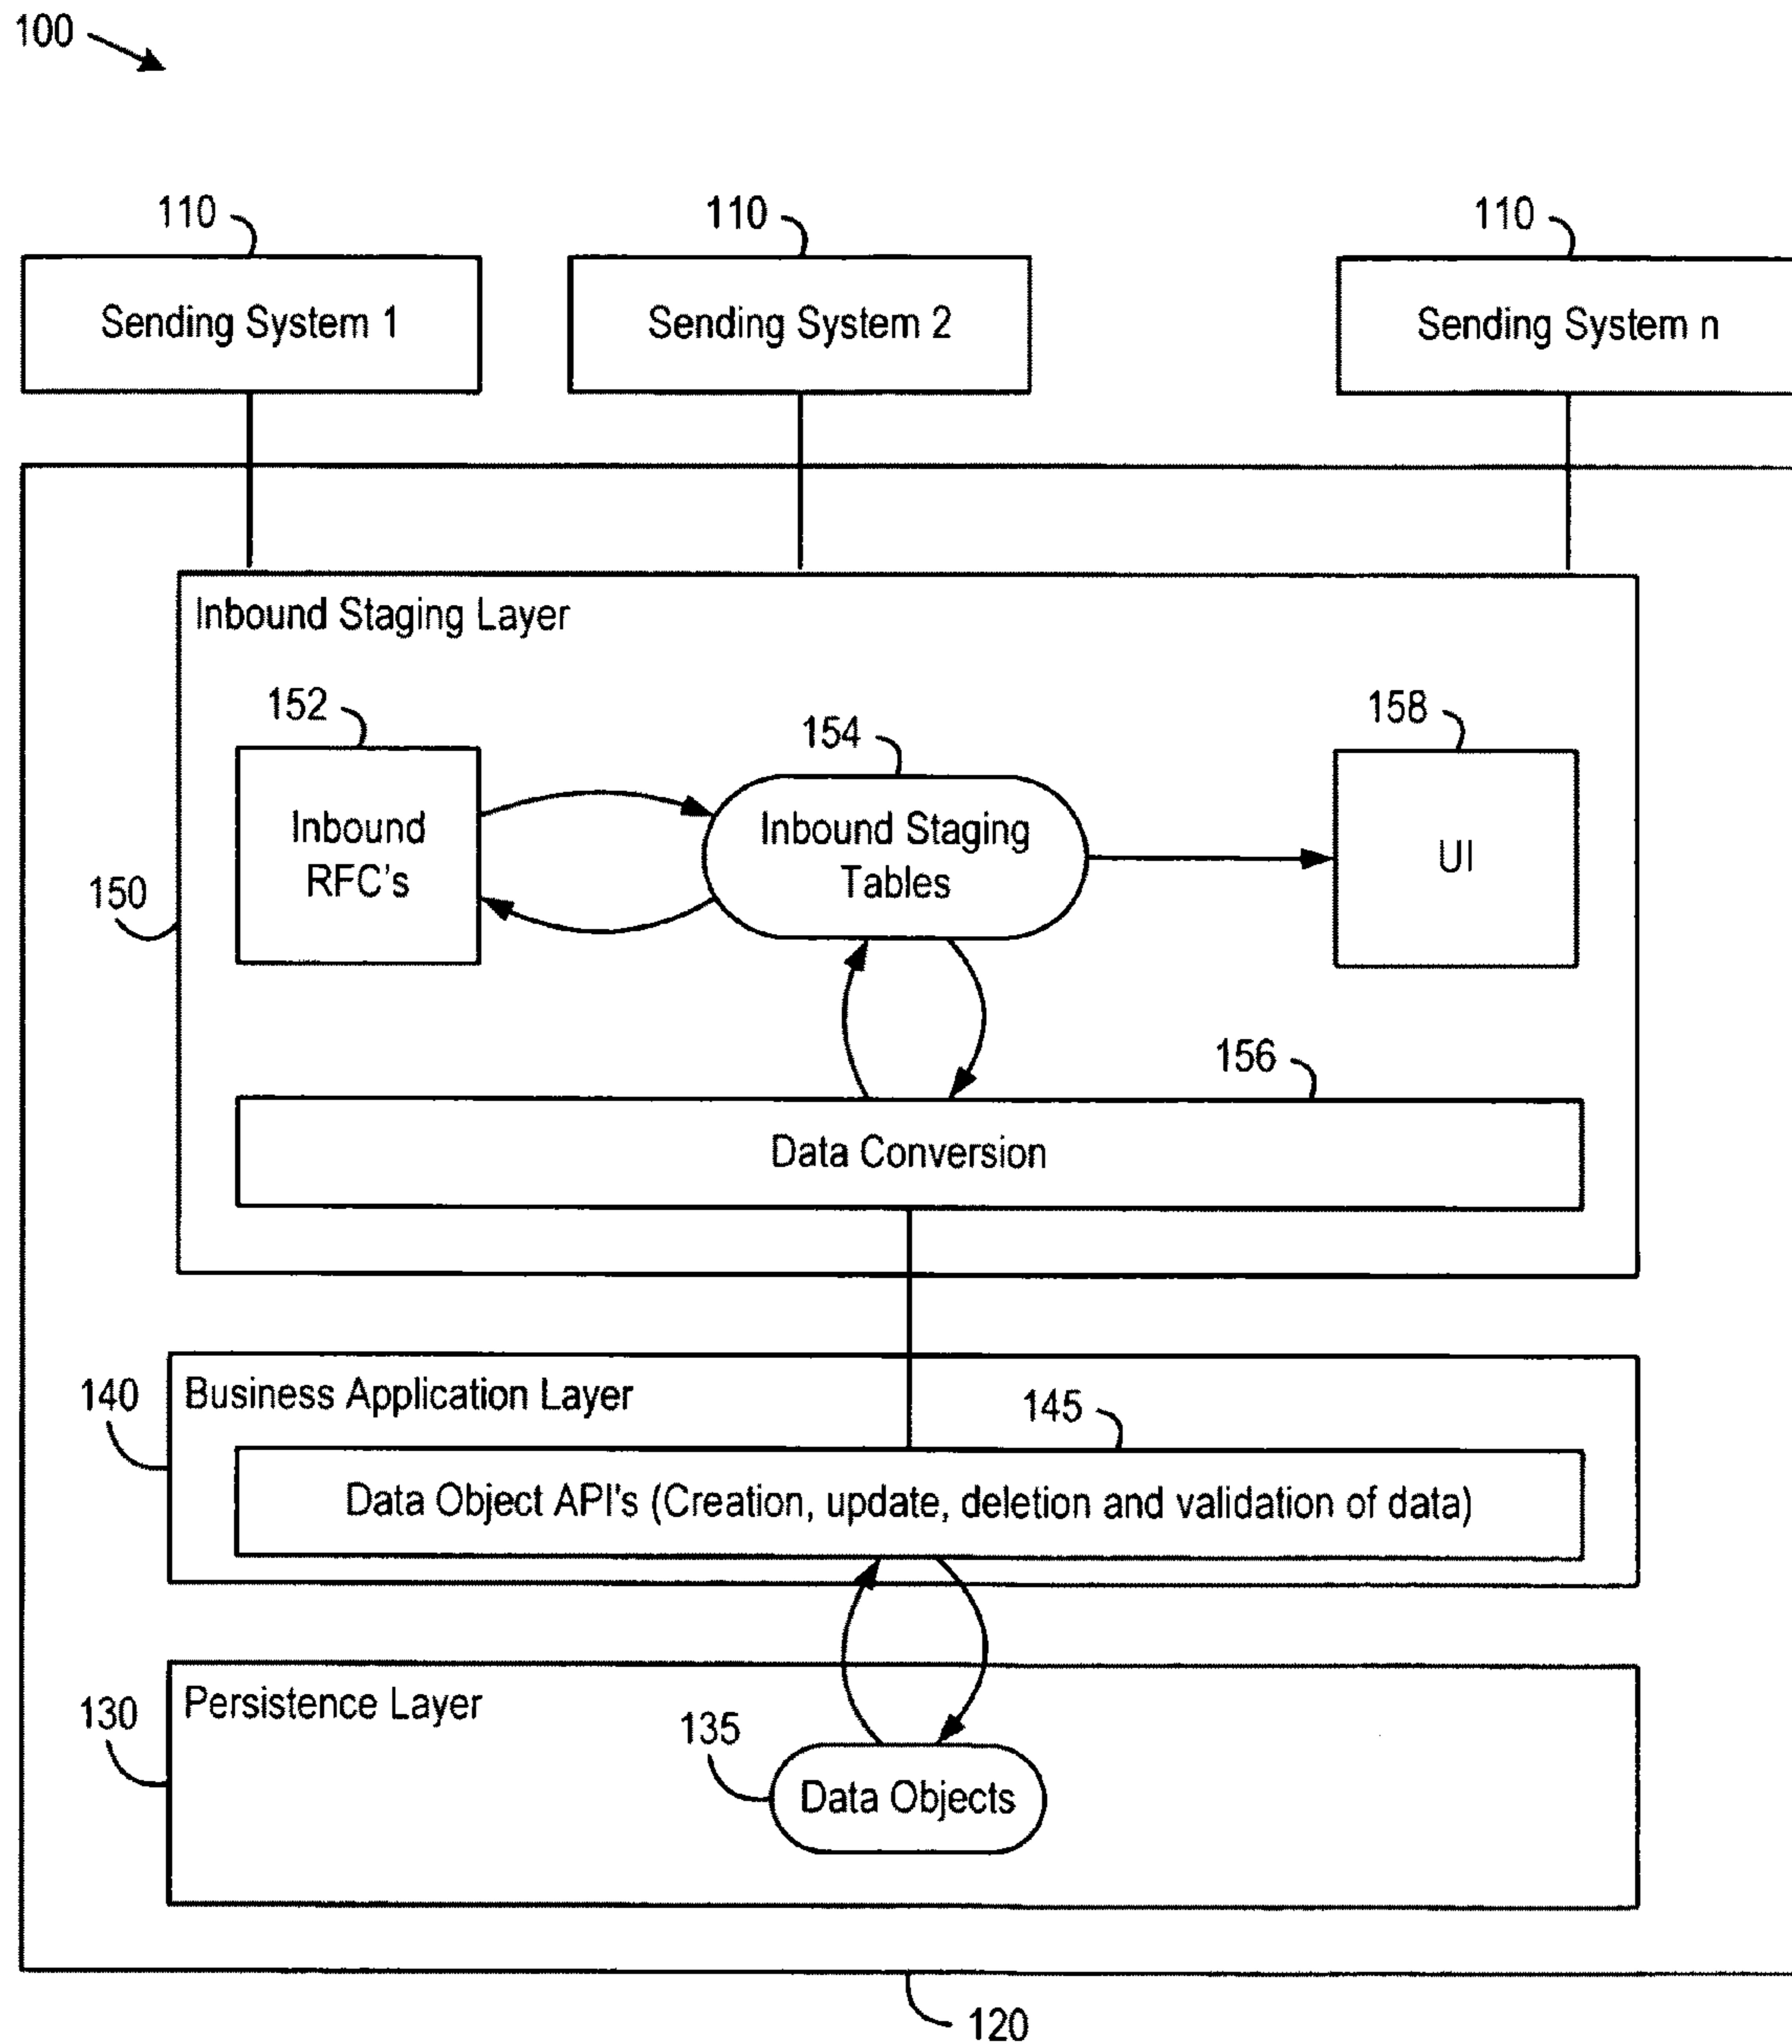 100
110
110
110
Sending System 1
Sending System 2
Sending System n
Inbound Staging Layer
152
154
158
Inbound
RFC's
Inbound Staging
Tables
UI
150
156
Data Conversion
140
Business Application Layer
145
Data Object API's (Creation, update, deletion and validation of data)
130
Persistence Layer
135
Data Objects
120